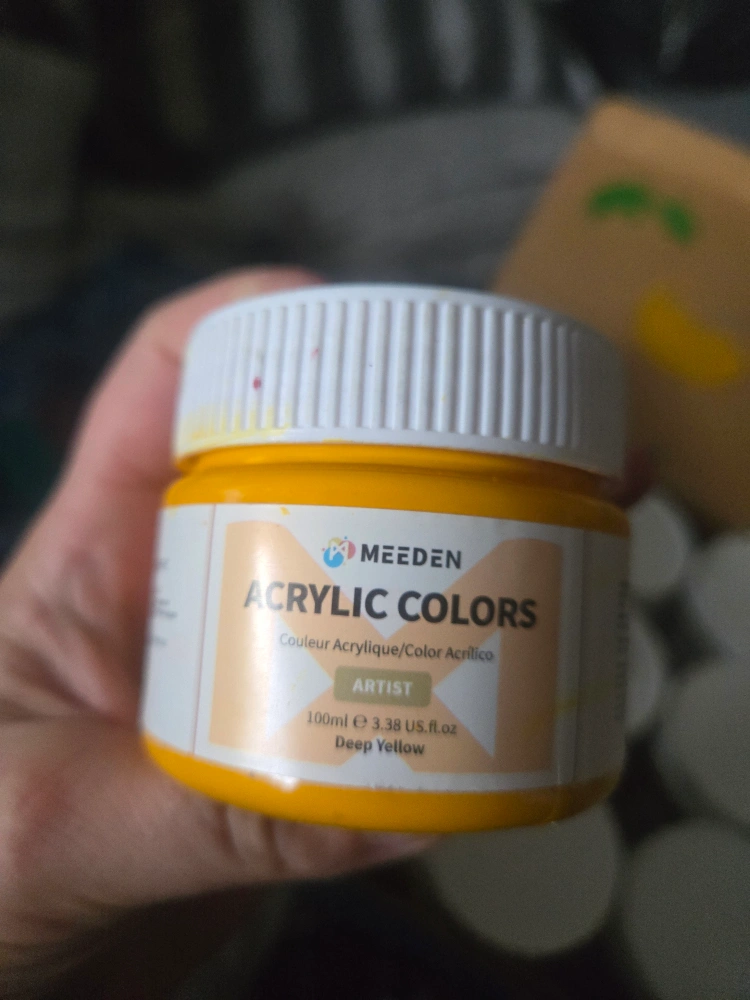 MEEDEN
ACRYLIC COLORS
Couleur Acrylique/Color Acrílico
ARTIST
100ml ℮ 3.38 US.fl.oz
Deep Yellow